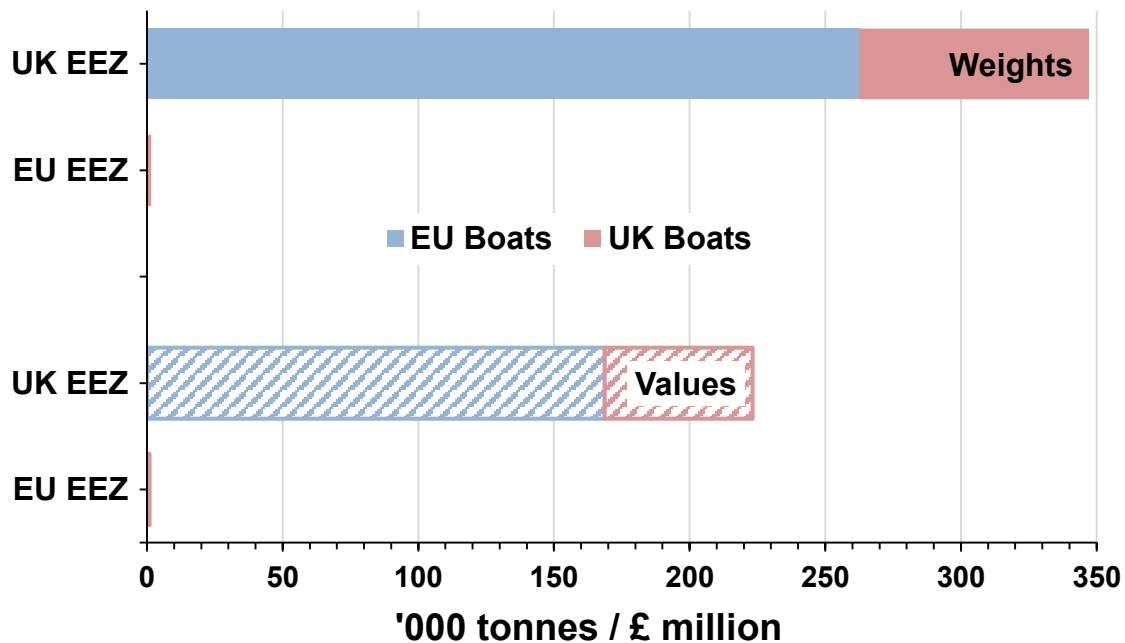 UK EEZ
Weights
EU EEZ
EU Boats UK Boats
UK EEZ
Values
EU EEZ
0 50 100 150 200 250 300 350
'000 tonnes / £ million